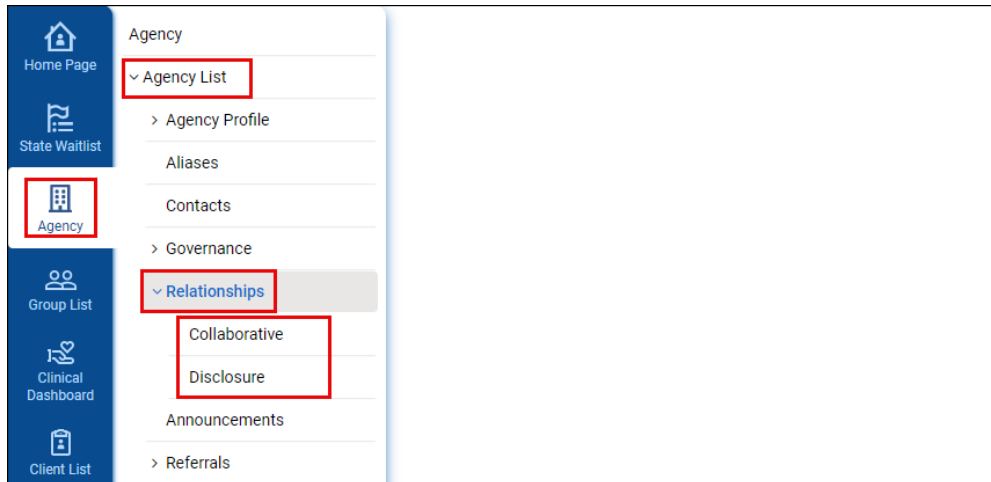 Home Page
State Waitlist
Agency
Group List
Clinical
Dashboard
Client List
Agency
Agency List
Agency Profile
Aliases
Contacts
Governance
Relationships
Collaborative
Disclosure
Announcements
Referrals